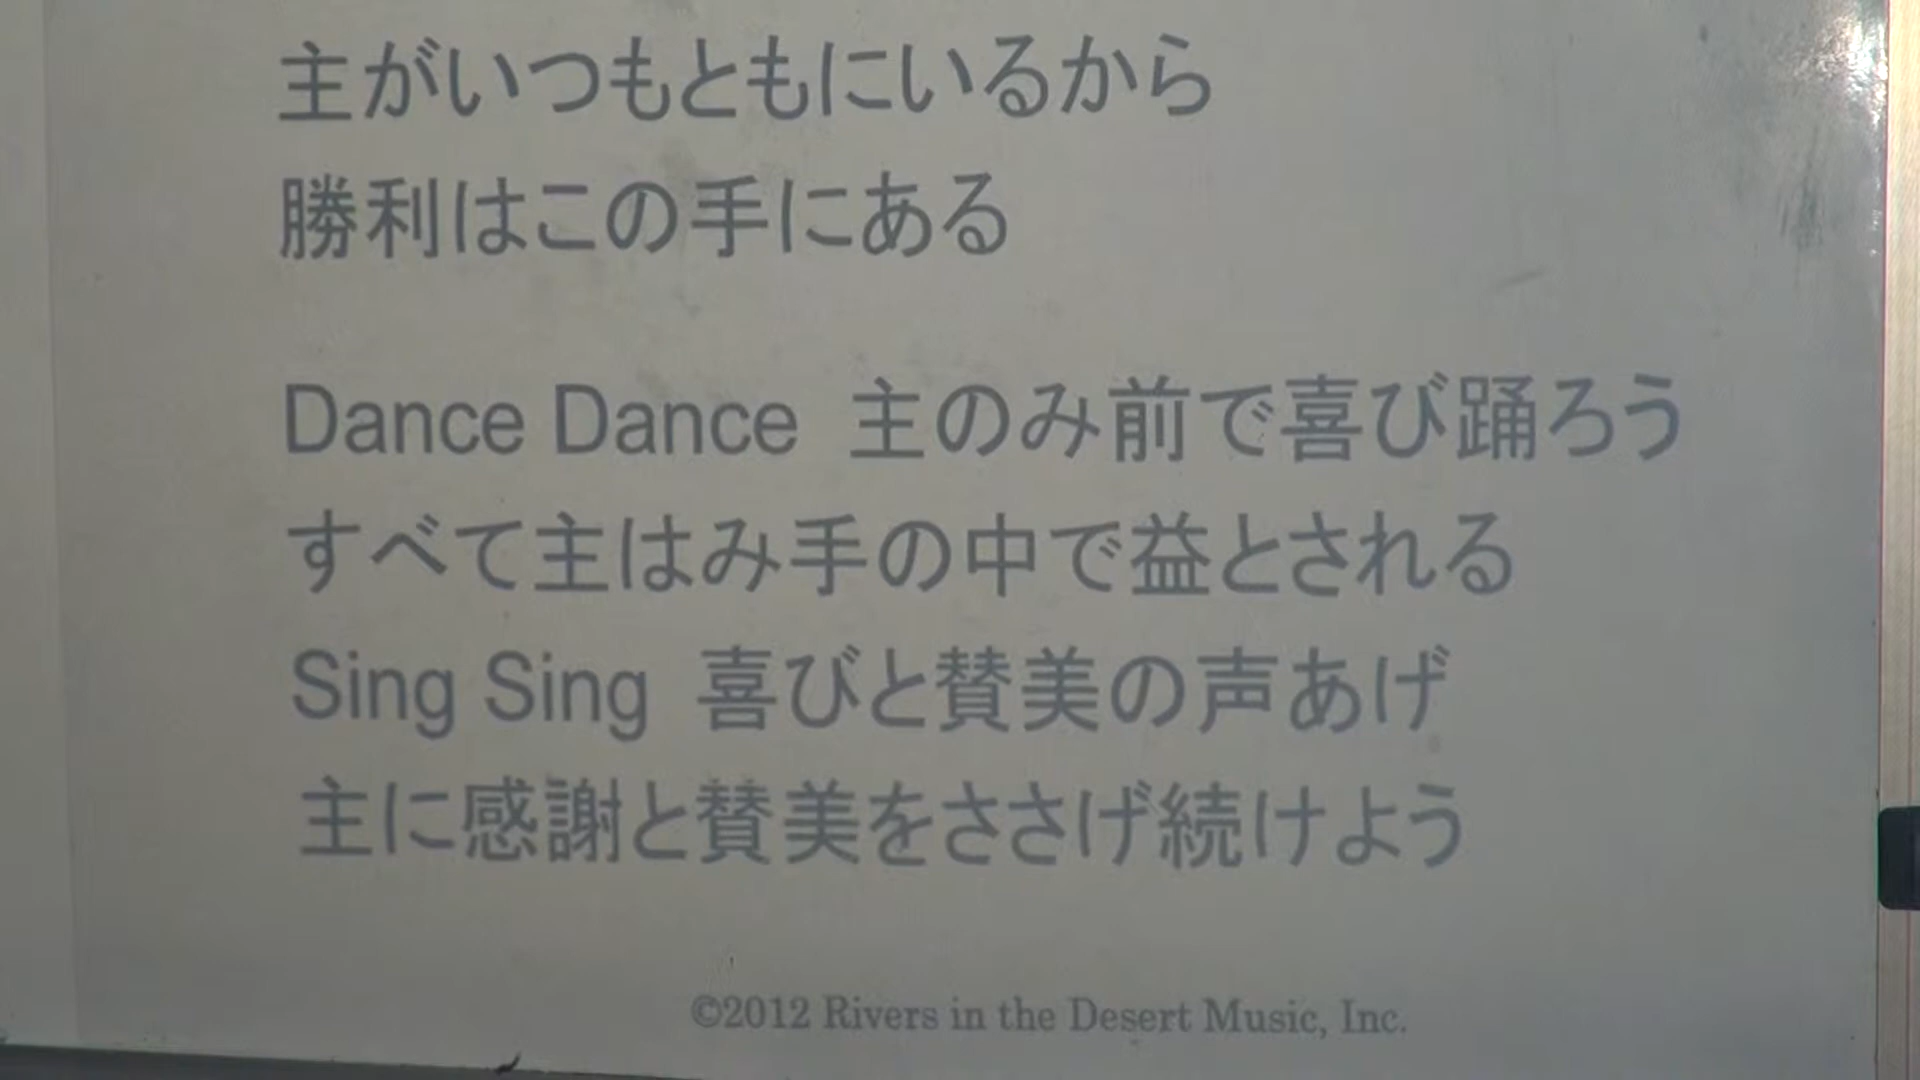 主がいつもともにいるから
勝利はこの手にある
Dance Dance 主のみ前で喜び踊ろう
すべて主はみ手の中で益とされる
Sing Sing 喜びと賛美の声あげ
主に感謝と賛美をささげ続けよう
©2012 Rivers in the Desert Music, Inc.